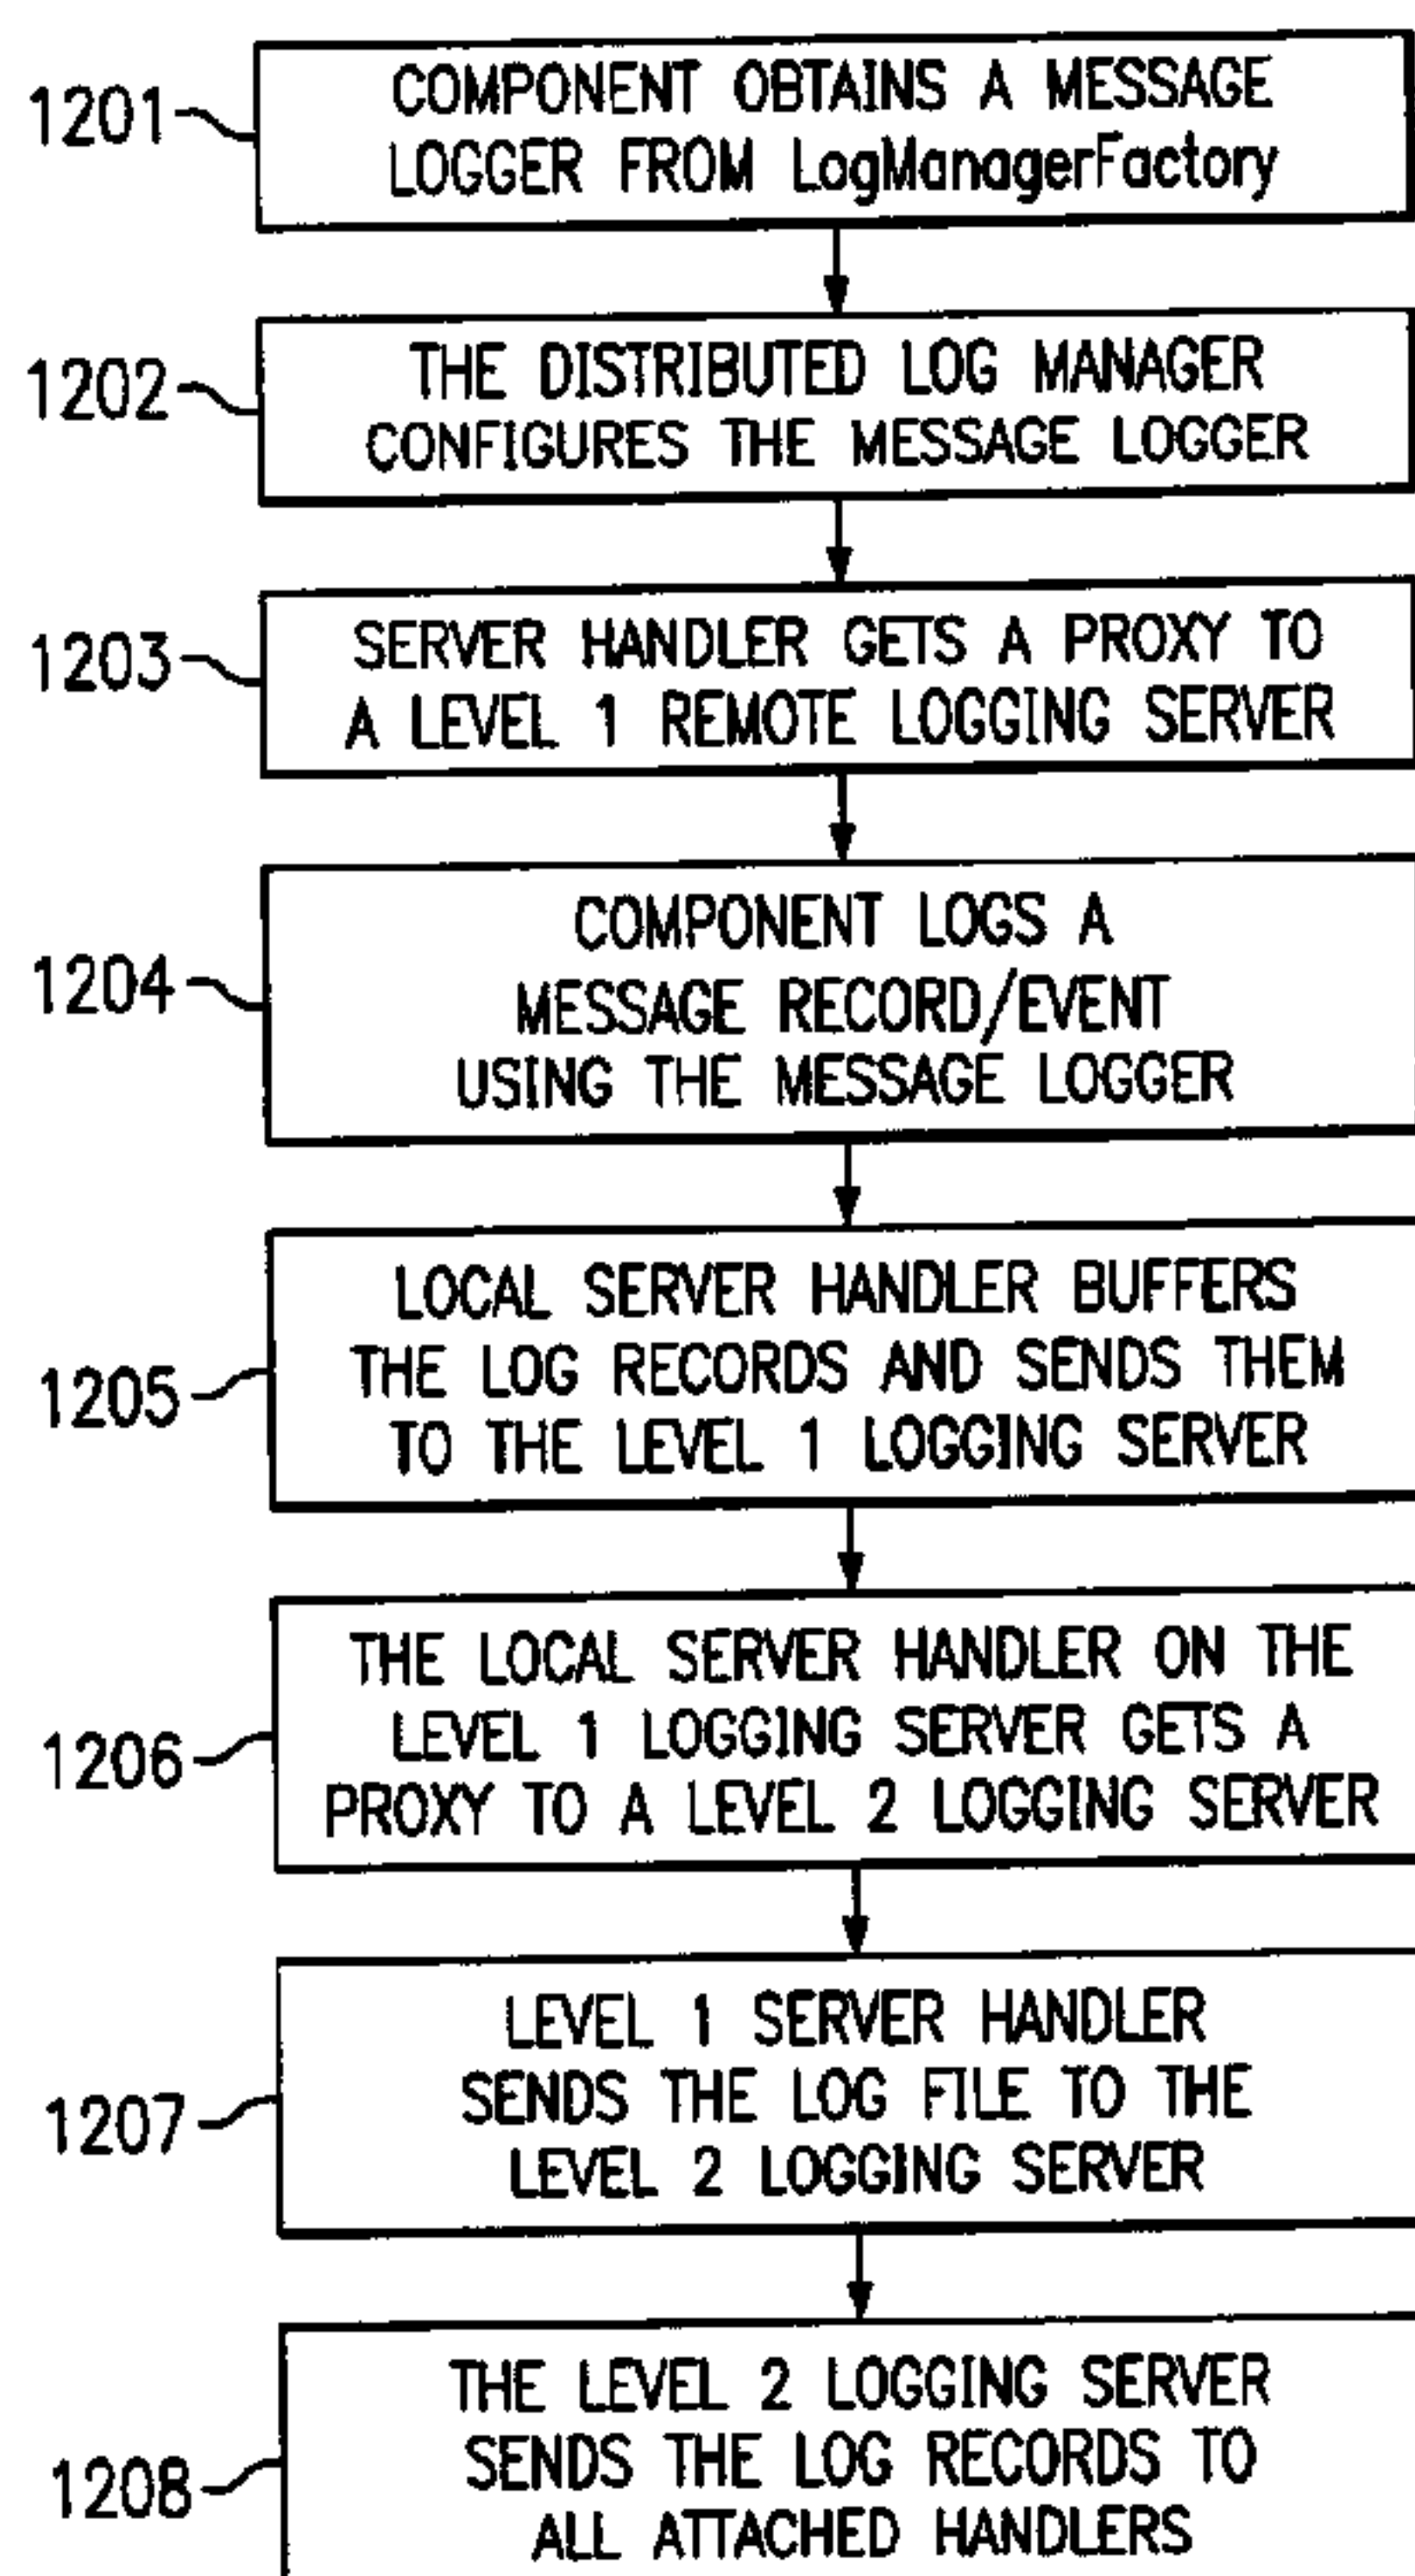 1201
COMPONENT OBTAINS A MESSAGE
LOGGER FROM LogManagerFactory
1202
THE DISTRIBUTED LOG MANAGER
CONFIGURES THE MESSAGE LOGGER
1203
SERVER HANDLER GETS A PROXY TO
A LEVEL 1 REMOTE LOGGING SERVER
1204
COMPONENT LOGS A
MESSAGE RECORD/EVENT
USING THE MESSAGE LOGGER
1205
LOCAL SERVER HANDLER BUFFERS
THE LOG RECORDS AND SENDS THEM
TO THE LEVEL 1 LOGGING SERVER
1206
THE LOCAL SERVER HANDLER ON THE
LEVEL 1 LOGGING SERVER GETS A
PROXY TO A LEVEL 2 LOGGING SERVER
1207
LEVEL 1 SERVER HANDLER
SENDS THE LOG FILE TO THE
LEVEL 2 LOGGING SERVER
1208
THE LEVEL 2 LOGGING SERVER
SENDS THE LOG RECORDS TO
ALL ATTACHED HANDLERS